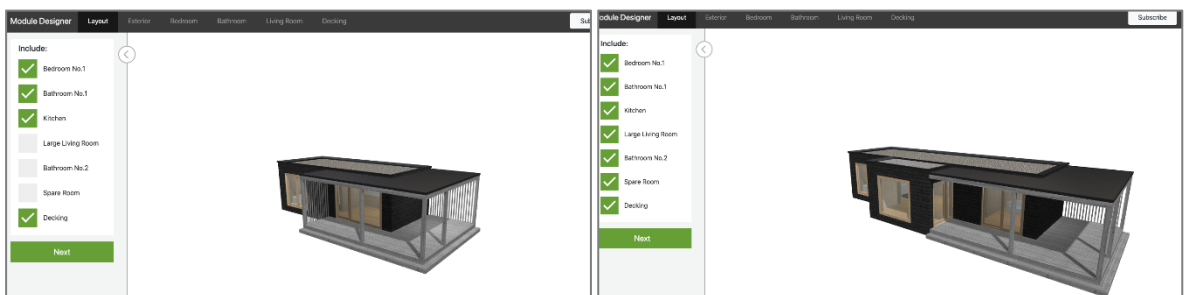 Module Designer Layout Exterior Bedroom Bathroom Living Room Decking
Include:
Bedroom No.1
Bathroom No.1
Kitchen
Large Living Room
Bathroom No.2
Spare Room
Decking
Next
odule Designer Layout Exterior Bedroom Bathroom Living Room Decking Subscribe
Include:
Bedroom No.1
Bathroom No.1
Kitchen
Large Living Room
Bathroom No.2
Spare Room
Decking
Next